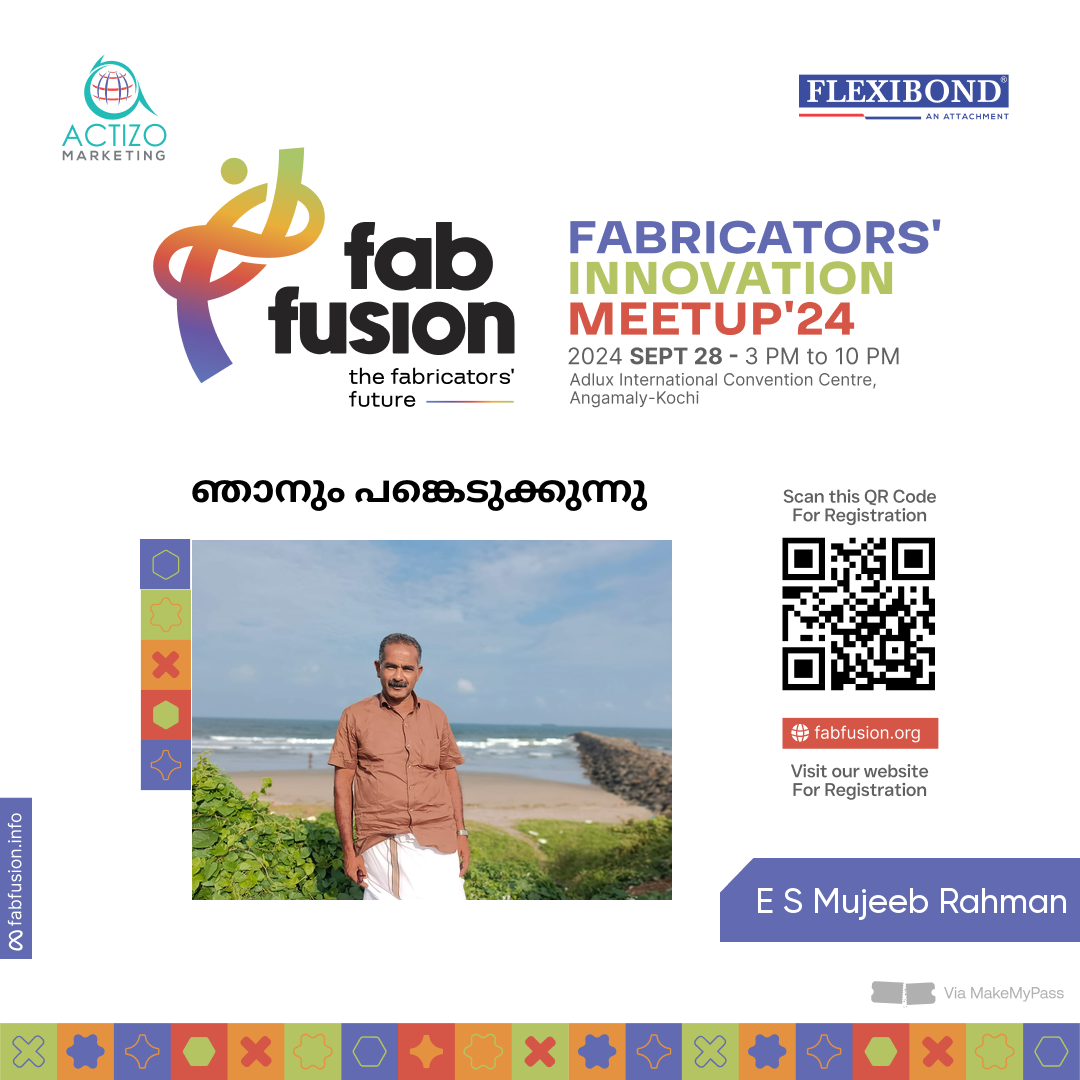 ACTIZO
MARKETING
FLEXIBOND®
AN ATTACHMENT
fab
fusion
the fabricators'
future
FABRICATORS'
INNOVATION
MEETUP'24
2024 SEPT 28 - 3 PM to 10 PM
Adlux International Convention Centre,
Angamaly-Kochi
ഞാനും പങ്കെടുക്കുന്നു
Scan this QR Code
For Registration
fabfusion.org
Visit our website
For Registration
fabfusion.info
E S Mujeeb Rahman
Via MakeMyPass